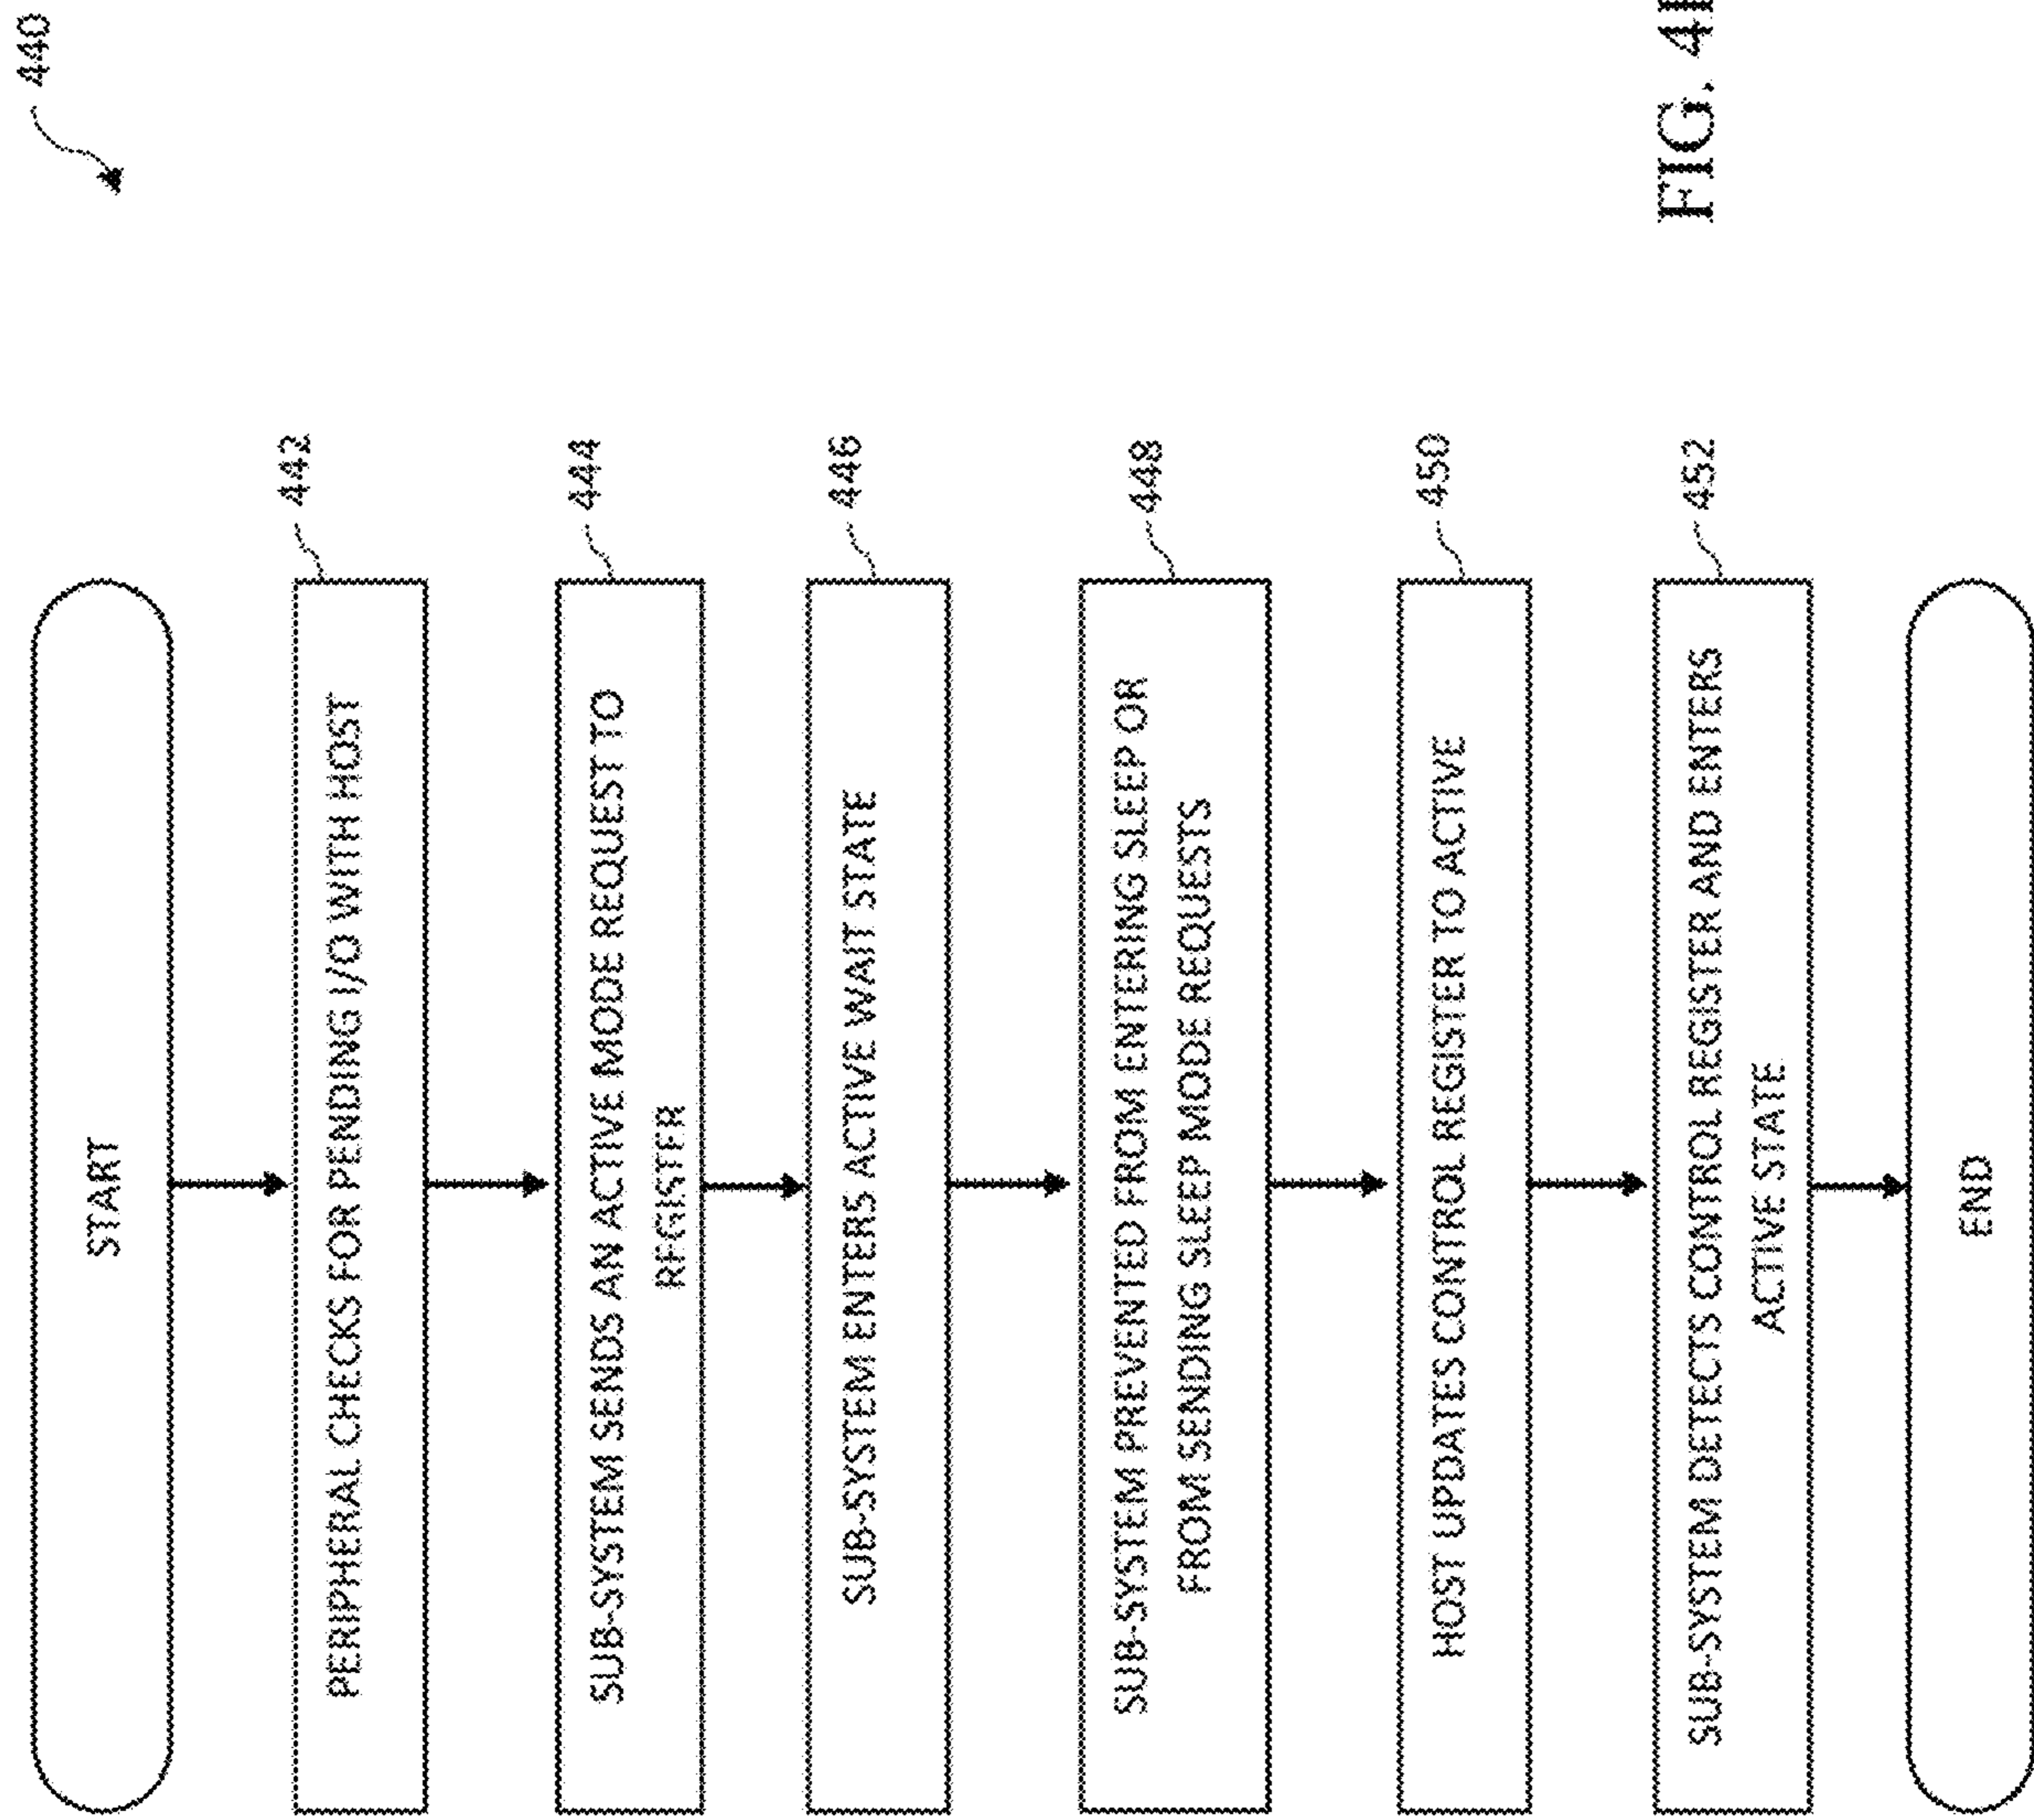 440
START
442
PERIPHERAL CHECKS FOR PENDING I/O WITH HOST
444
SUB-SYSTEM SENDS AN ACTIVE MODE REQUEST TO
REGISTER
446
SUB-SYSTEM ENTERS ACTIVE WAIT STATE
448
SUB-SYSTEM PREVENTED FROM ENTERING SLEEP OR
FROM SENDING SLEEP MODE REQUESTS
450
HOST UPDATES CONTROL REGISTER TO ACTIVE
452
SUB-SYSTEM DETECTS CONTROL REGISTER AND ENTERS
ACTIVE STATE
END
FIG.